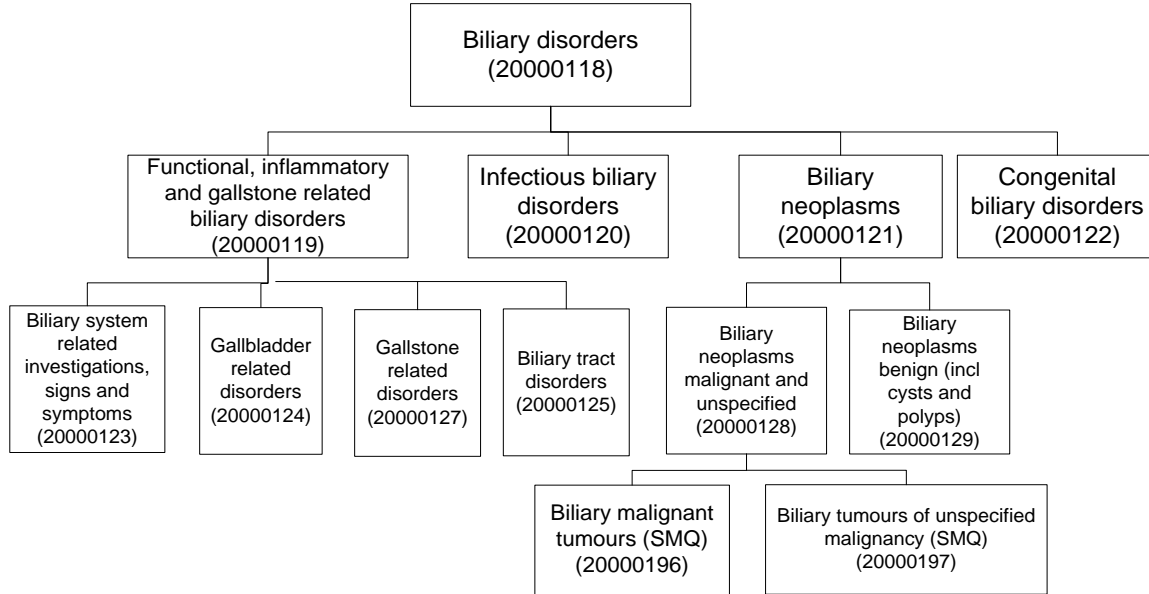 Biliary disorders
(20000118)
Functional, inflammatory
and gallstone related
biliary disorders
(20000119)
Infectious biliary
disorders
(20000120)
Biliary
neoplasms
(20000121)
Congenital
biliary disorders
(20000122)
Biliary system
related
investigations,
signs and
symptoms
(20000123)
Gallbladder
related
disorders
(20000124)
Gallstone
related
disorders
(20000127)
Biliary tract
disorders
(20000125)
Biliary
neoplasms
malignant and
unspecified
(20000128)
Biliary
neoplasms
benign (incl
cysts and
polyps)
(20000129)
Biliary malignant
tumours (SMQ)
(20000196)
Biliary tumours of unspecified
malignancy (SMQ)
(20000197)